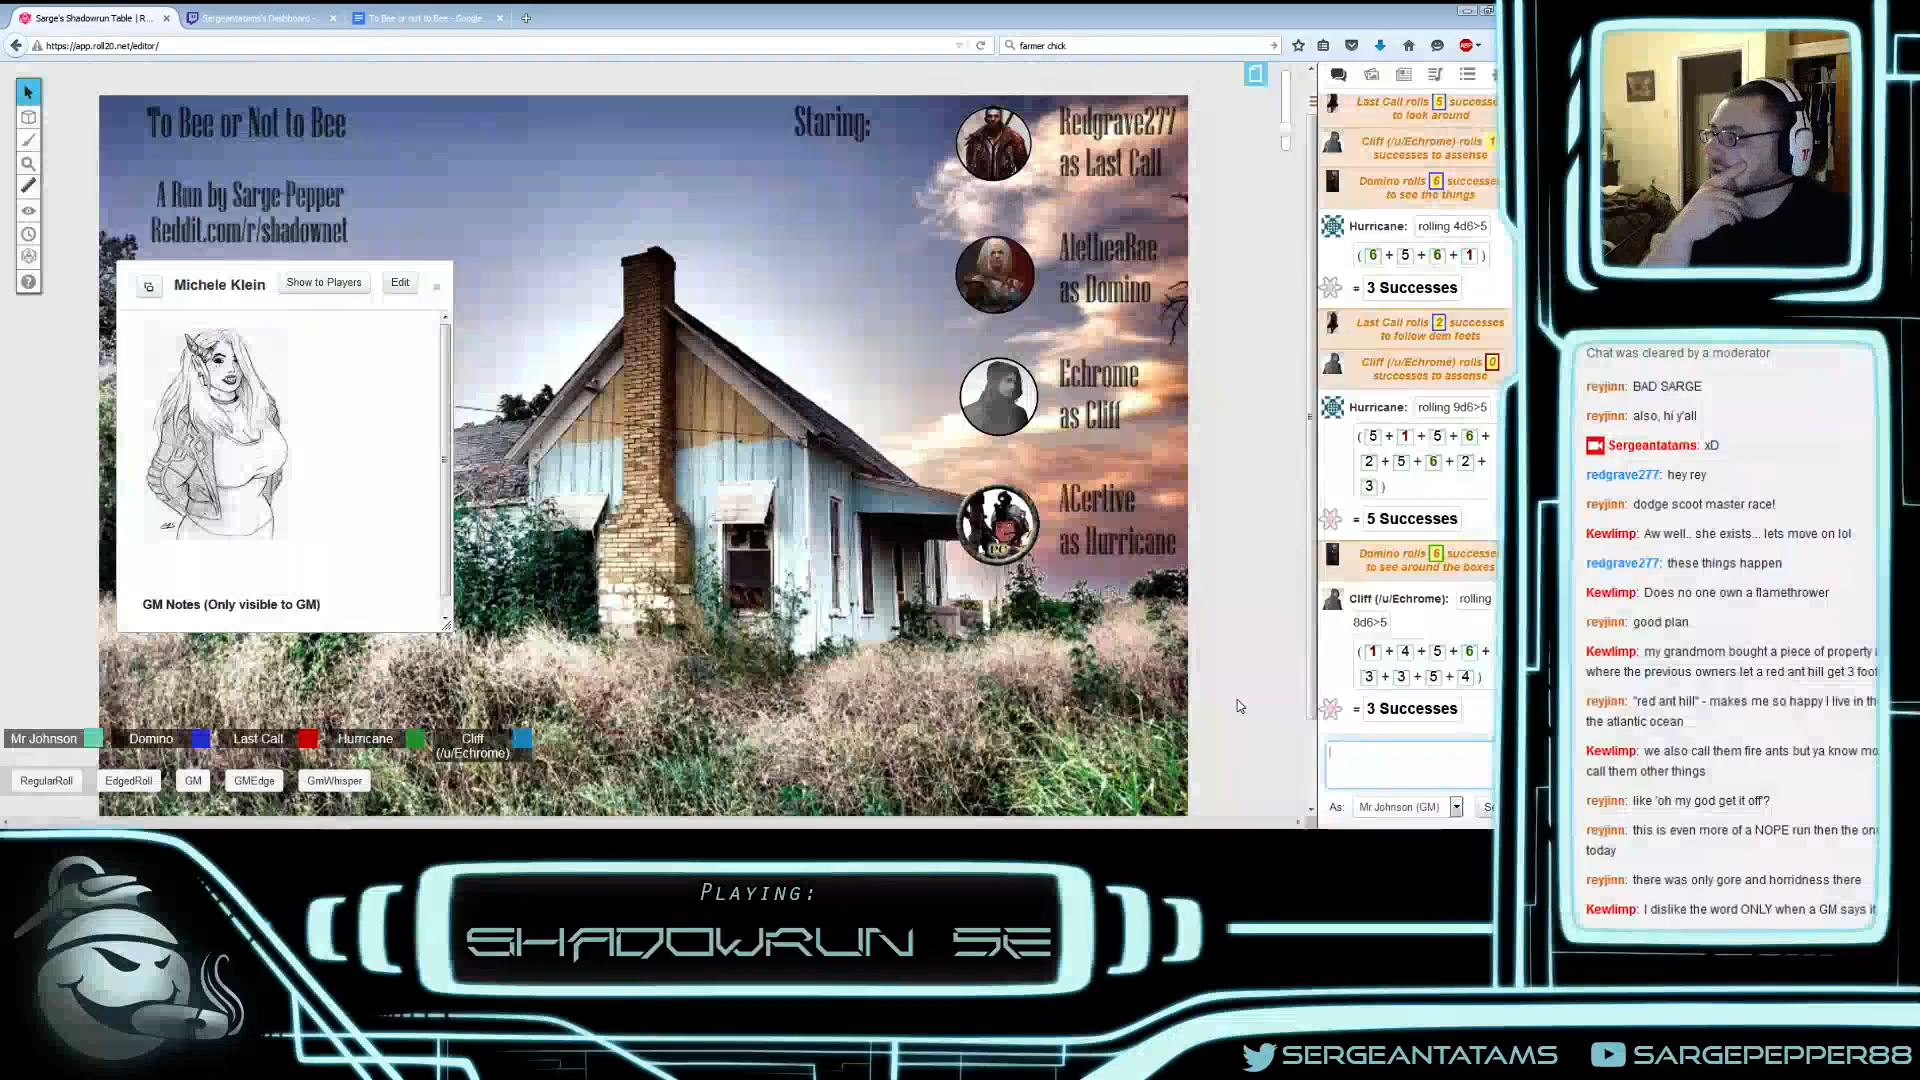 Sarge's Shadowrun Table | R...
Sergeantatams's Dashboard -...
To Bee or not to Bee - Google
https://app.roll20.net/editor/
farmer chick
To Bee or Not to Bee
A Run by Sarge-Pepper
Reddit.com/r/shadownet
Staring:
Redgrave277
as Last Call
AletheaRae
as Domino
Echrome
as Cliff
ACertive
as Hurricane
Michele Klein
Show to Players
Edit
GM Notes (Only visible to GM)
Mr Johnson
Domino
Last Call
Hurricane
Cliff
(/u/Echrome)
RegularRoll
EdgedRoll
GM
GMEdge
GmWhisper
Last Call rolls 5 successe
to look around
Cliff (/u/Echrome) rolls 1
successes to assense
Domino rolls 6 successe
to see the things
Hurricane: rolling 4d6>5
(6+5+6+1)
= 3 Successes
Last Call rolls 2 successes
to follow dem feets
Cliff (/u/Echrome) rolls 0
successes to assense
Hurricane: rolling 9d6>5
(5+1+5+6+
2+5+6+2+
3)
= 5 Successes
Domino rolls 6 successe
to see around the boxes
Cliff (/u/Echrome): rolling
8d6>5
(1+4+5+6+
3+3+5+4)
= 3 Successes
As: Mr Johnson (GM) Se
Chat was cleared by a moderator
reyjinn: BAD SARGE
reyjinn: also, hi y'all
Sergeantatams: xD
redgrave277: hey rey
reyjinn: dodge scoot master race!
Kewlimp: Aw well.. she exists... lets move on lol
redgrave277: these things happen
Kewlimp: Does no one own a flamethrower
reyjinn: good plan
Kewlimp: my grandmom bought a piece of property
where the previous owners let a red ant hill get 3 foot
reyjinn: "red ant hill" - makes me so happy I live in th
the atlantic ocean
Kewlimp: we also call them fire ants but ya know mo
call them other things
reyjinn: like 'oh my god get it off'?
reyjinn: this is even more of a NOPE run then the on
today
reyjinn: there was only gore and horridness there
Kewlimp: I dislike the word ONLY when a GM says it
PLAYING:
SHADOWRUN 5E
SERGEANTATAMS
SARGEPEPPER88